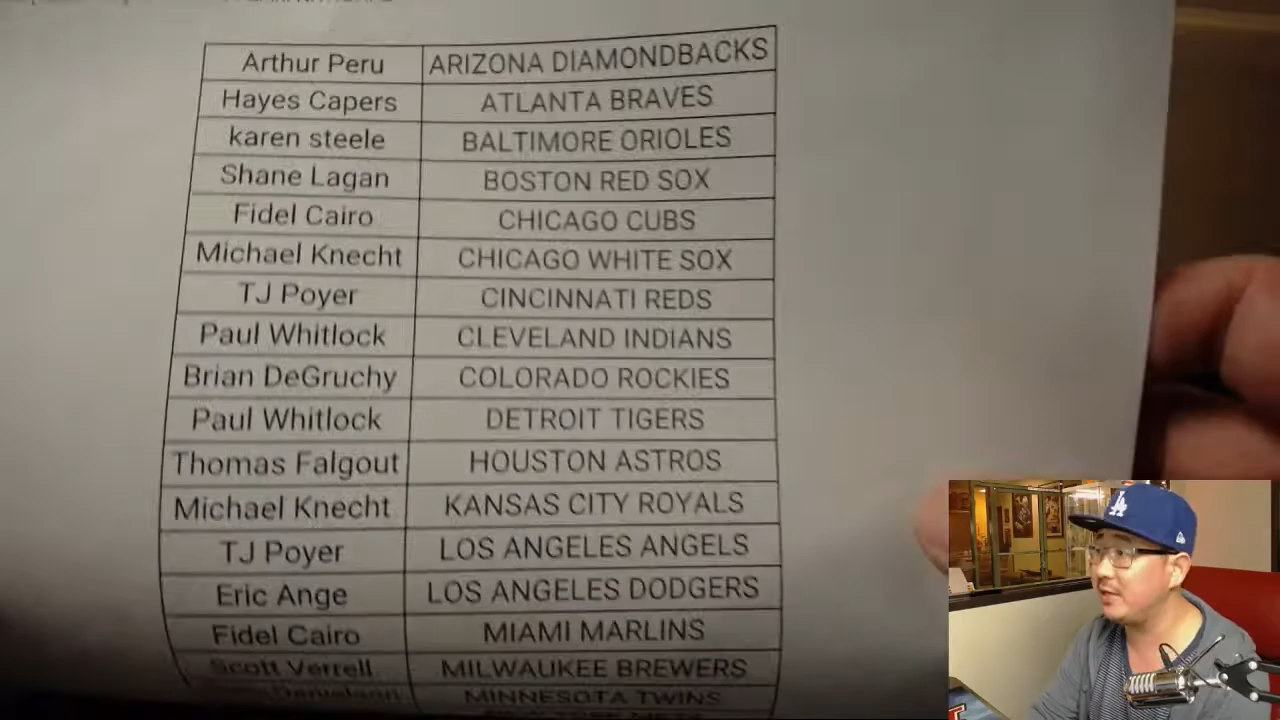 Arthur Peru ARIZONA DIAMONDBACKS
Hayes Capers ATLANTA BRAVES
karen steele BALTIMORE ORIOLES
Shane Lagan BOSTON RED SOX
Fidel Cairo CHICAGO CUBS
Michael Knecht CHICAGO WHITE SOX
TJ Poyer CINCINNATI REDS
Paul Whitlock CLEVELAND INDIANS
Brian DeGruchy COLORADO ROCKIES
Paul Whitlock DETROIT TIGERS
Thomas Falgout HOUSTON ASTROS
Michael Knecht KANSAS CITY ROYALS
TJ Poyer LOS ANGELES ANGELS
Eric Ange LOS ANGELES DODGERS
Fidel Cairo MIAMI MARLINS
Scott Verrell MILWAUKEE BREWERS
Danielson MINNESOTA TWINS
LA